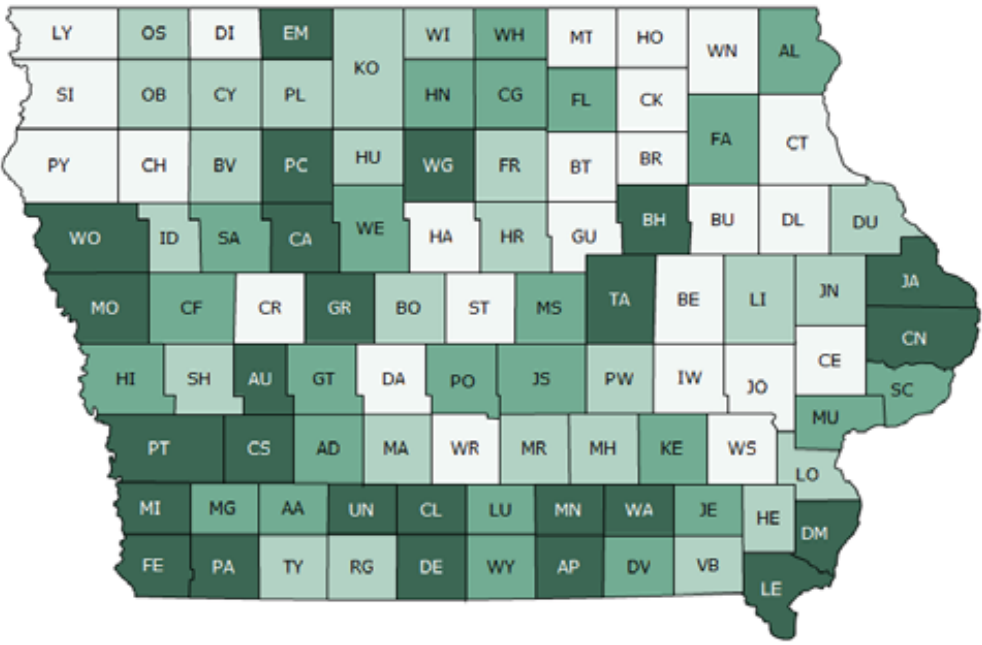 LY OS DI EM WI WH MT HO WN AL
KO
SI OB CY PL HN CG FL CK
FA CT
PY CH BV PC HU WG FR BT BR
WO ID SA CA WE HA HR GU BH BU DL DU
MO CF CR GR BO ST MS TA BE LI JN JA
CN
HI SH AU GT DA PO JS PW IW JO CE SC
MU
PT CS AD MA WR MR MH KE WS
LO
MI MG AA UN CL LU MN WA JE HE
DM
FE PA TY RG DE WY AP DV VB
LE